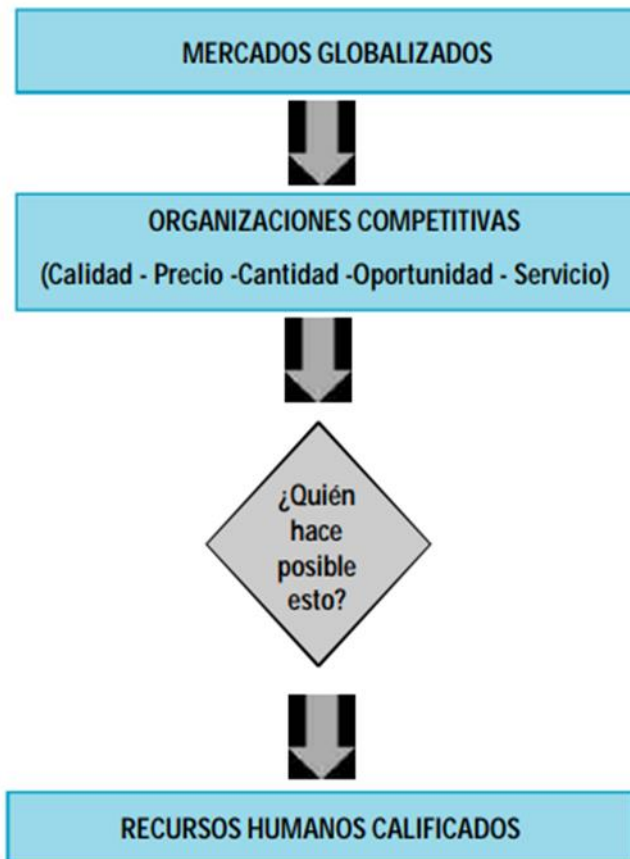 MERCADOS GLOBALIZADOS
ORGANIZACIONES COMPETITIVAS
(Calidad - Precio -Cantidad -Oportunidad - Servicio)
¿Quién
hace
posible
esto?
RECURSOS HUMANOS CALIFICADOS